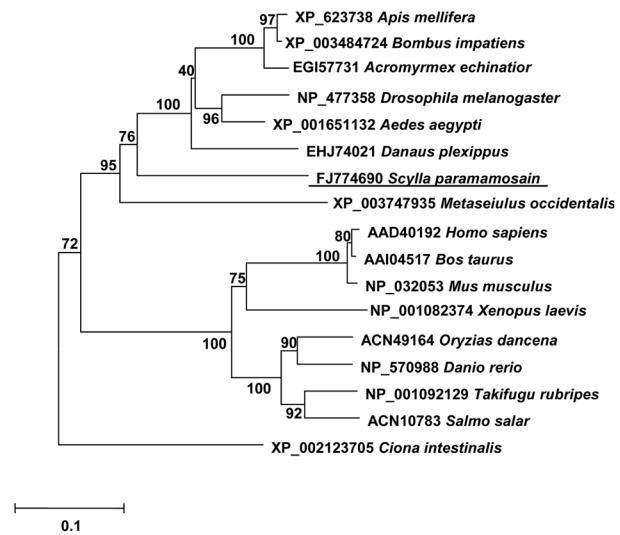 97
XP_623738 Apis mellifera
100
XP_003484724 Bombus impatiens
EGI57731 Acromyrmex echinatior
40
NP_477358 Drosophila melanogaster
100
96
XP_001651132 Aedes aegypti
76
EHJ74021 Danaus plexippus
95
FJ774690 Scylla paramamosain
XP_003747935 Metaseiulus occidentalis
80
AAD40192 Homo sapiens
72
100
AAI04517 Bos taurus
75
NP_032053 Mus musculus
NP_001082374 Xenopus laevis
100
90
ACN49164 Oryzias dancena
NP_570988 Danio rerio
100
NP_001092129 Takifugu rubripes
92
ACN10783 Salmo salar
XP_002123705 Ciona intestinalis
0.1